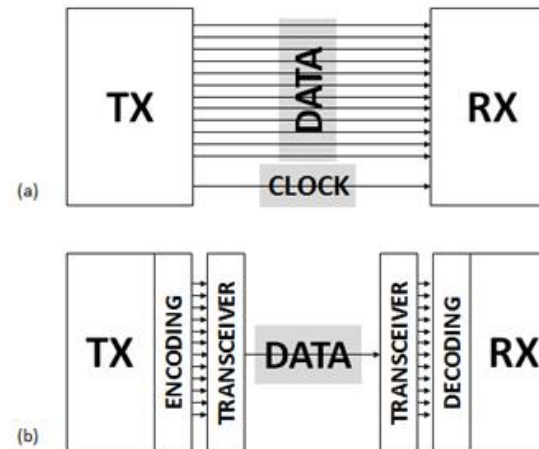 TX
DATA
RX
CLOCK
(a)
TX
ENCODING
TRANSCEIVER
DATA
TRANSCEIVER
DECODING
RX
(b)